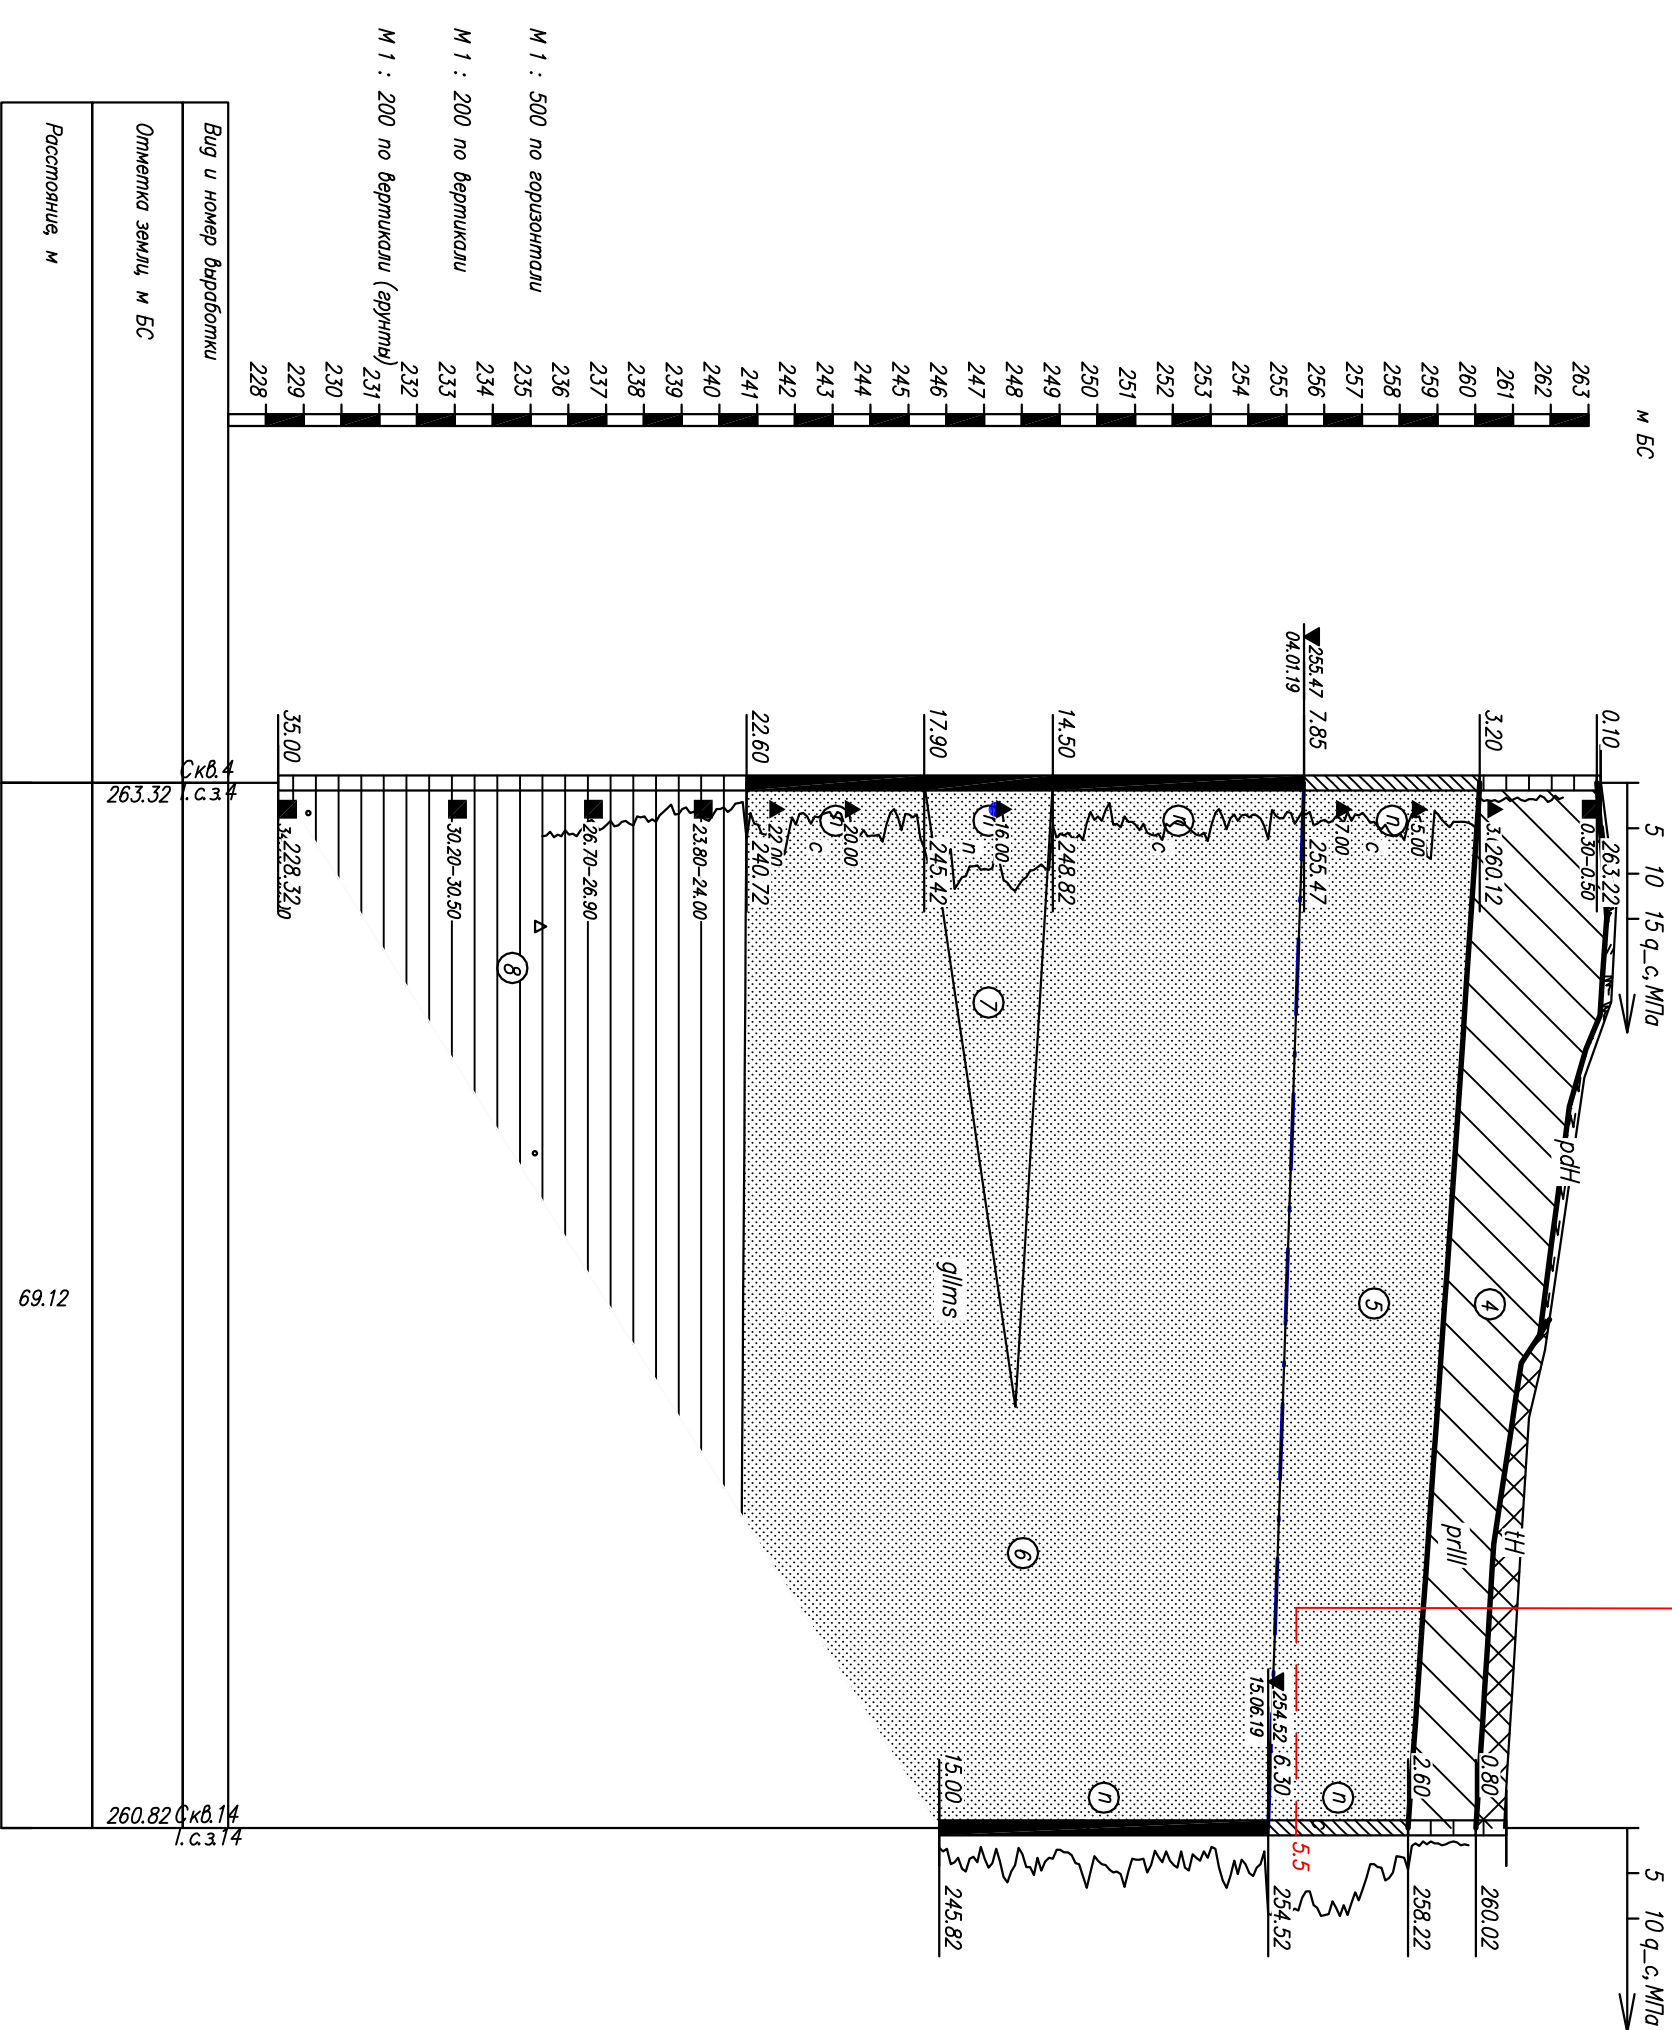 М 1 : 500 по горизонтали
М 1 : 200 по вертикали
М 1 : 200 по вертикали (грунты)
м БС
263
262
261
260
259
258
257
256
255
254
253
252
251
250
249
248
247
246
245
244
243
242
241
240
239
238
237
236
235
234
233
232
231
230
229
228
5 10 15 q_c,МПа
5 10 q_c,МПа
0.10
263.22
0.30-0.50
3.20
260.12
5.00
7.00
255.47 7.85
04.01.19
255.47
14.50
248.82
16.00
17.90
245.42
20.00
22.00
22.60
240.72
23.80-24.00
26.70-26.90
30.20-30.50
35.00
228.32
п
с
п
с
п
п
п
с
4
5
6
7
8
pdH
tH
prIII
gIIms
254.52 6.30
15.06.19
5.5
0.80
260.02
2.60
258.22
254.52
15.00
245.82
п
п
Вид и номер выработки
Скв.4
т.с.з.4
Скв.14
т.с.з.14
Отметка земли, м БС
263.32
260.82
Расстояние, м
69.12